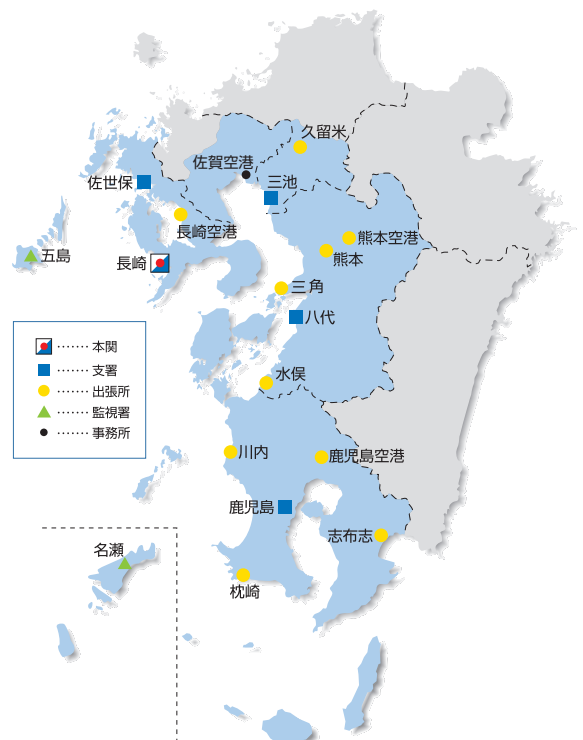 久留米
佐賀空港
佐世保
三池
長崎空港
熊本空港
五島
長崎
熊本
三角
八代
本関
支署
出張所
監視署
事務所
水俣
川内
鹿児島空港
鹿児島
志布志
名瀬
枕崎